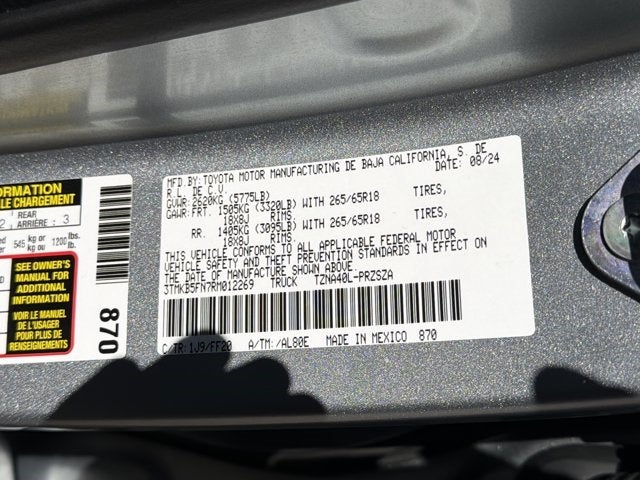 FORMATION
LE CHARGEMENT
2 REAR ARRIÈRE : 3
545 kg or kg ou 1200 lbs. lb.
SEE OWNER'S
MANUAL FOR
ADDITIONAL
INFORMATION
VOIR LE MANUEL
DE L'USAGER
POUR PLUS DE
RENSEIGNEMENTS
870
MFD.BY:TOYOTA MOTOR MANUFACTURING DE BAJA CALIFORNIA, S. DE
R.L. DE C.V. DATE: 08/24
GVWR:2620KG (5775LB)
GAWR:FRT. 1505KG (3320LB) WITH 265/65R18 TIRES,
18X8J RIMS
RR. 1405KG (3095LB) WITH 265/65R18 TIRES,
18X8J RIMS
THIS VEHICLE CONFORMS TO ALL APPLICABLE FEDERAL MOTOR
VEHICLE SAFETY AND THEFT PREVENTION STANDARDS IN EFFECT ON
THE DATE OF MANUFACTURE SHOWN ABOVE.
3TMKB5FN7RM012269 TRUCK TZNA40L-PRZSZA
C/TR:1J9/FF20 A/TM:/AL80E MADE IN MEXICO 870